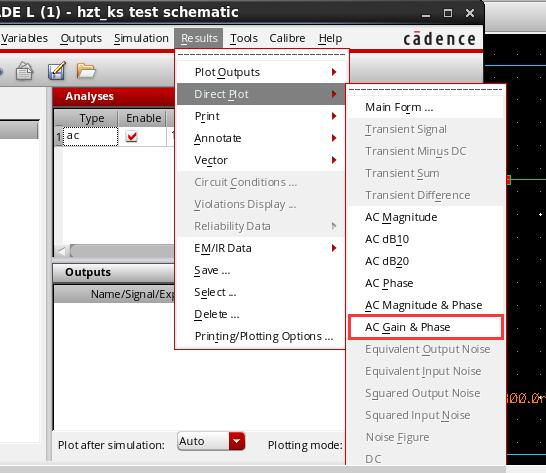 ADE L (1) - hzt_ks test schematic
Variables Outputs Simulation Results Tools Calibre Help cādence
Analyses
Type Enable
1 ac
Outputs
Name/Signal/Exp
Plot after simulation: Auto Plotting mode:
Plot Outputs
Direct Plot
Print
Annotate
Vector
Circuit Conditions ...
Violations Display ...
Reliability Data
EM/IR Data
Save ...
Select ...
Delete ...
Printing/Plotting Options ...
Main Form ...
Transient Signal
Transient Minus DC
Transient Sum
Transient Difference
AC Magnitude
AC dB10
AC dB20
AC Phase
AC Magnitude & Phase
AC Gain & Phase
Equivalent Output Noise
Equivalent Input Noise
Squared Output Noise
Squared Input Noise
Noise Figure
DC